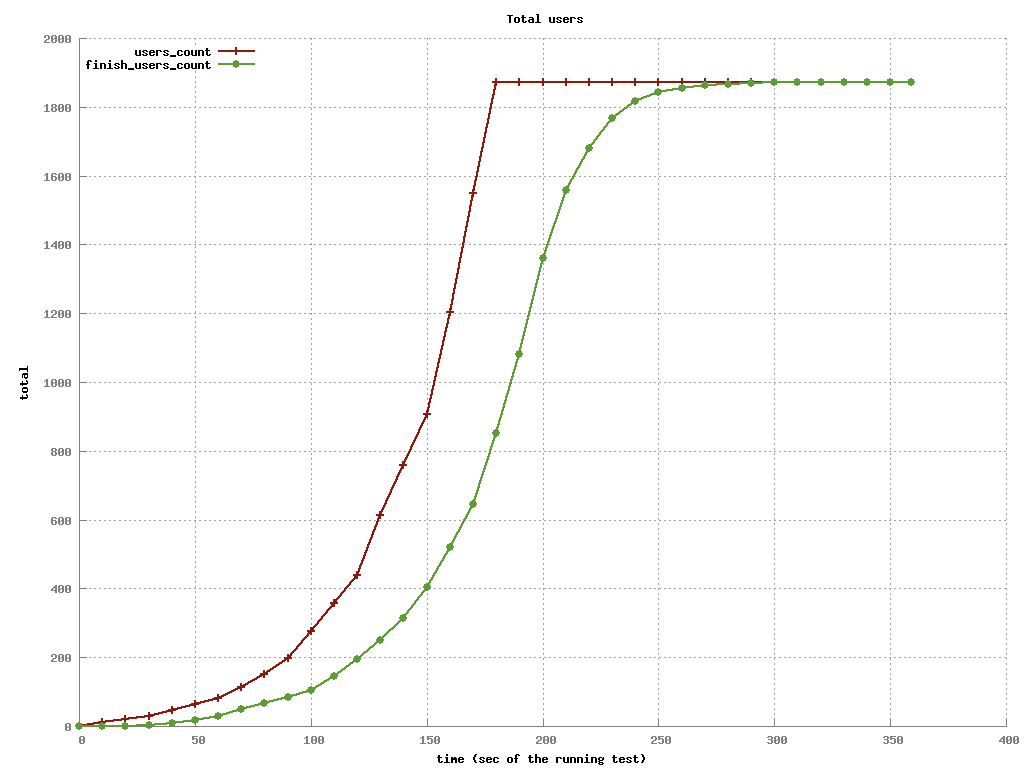 Total users
users_count
finish_users_count
2000
1800
1600
1400
1200
1000
800
600
400
200
0
total
0 50 100 150 200 250 300 350 400
time (sec of the running test)